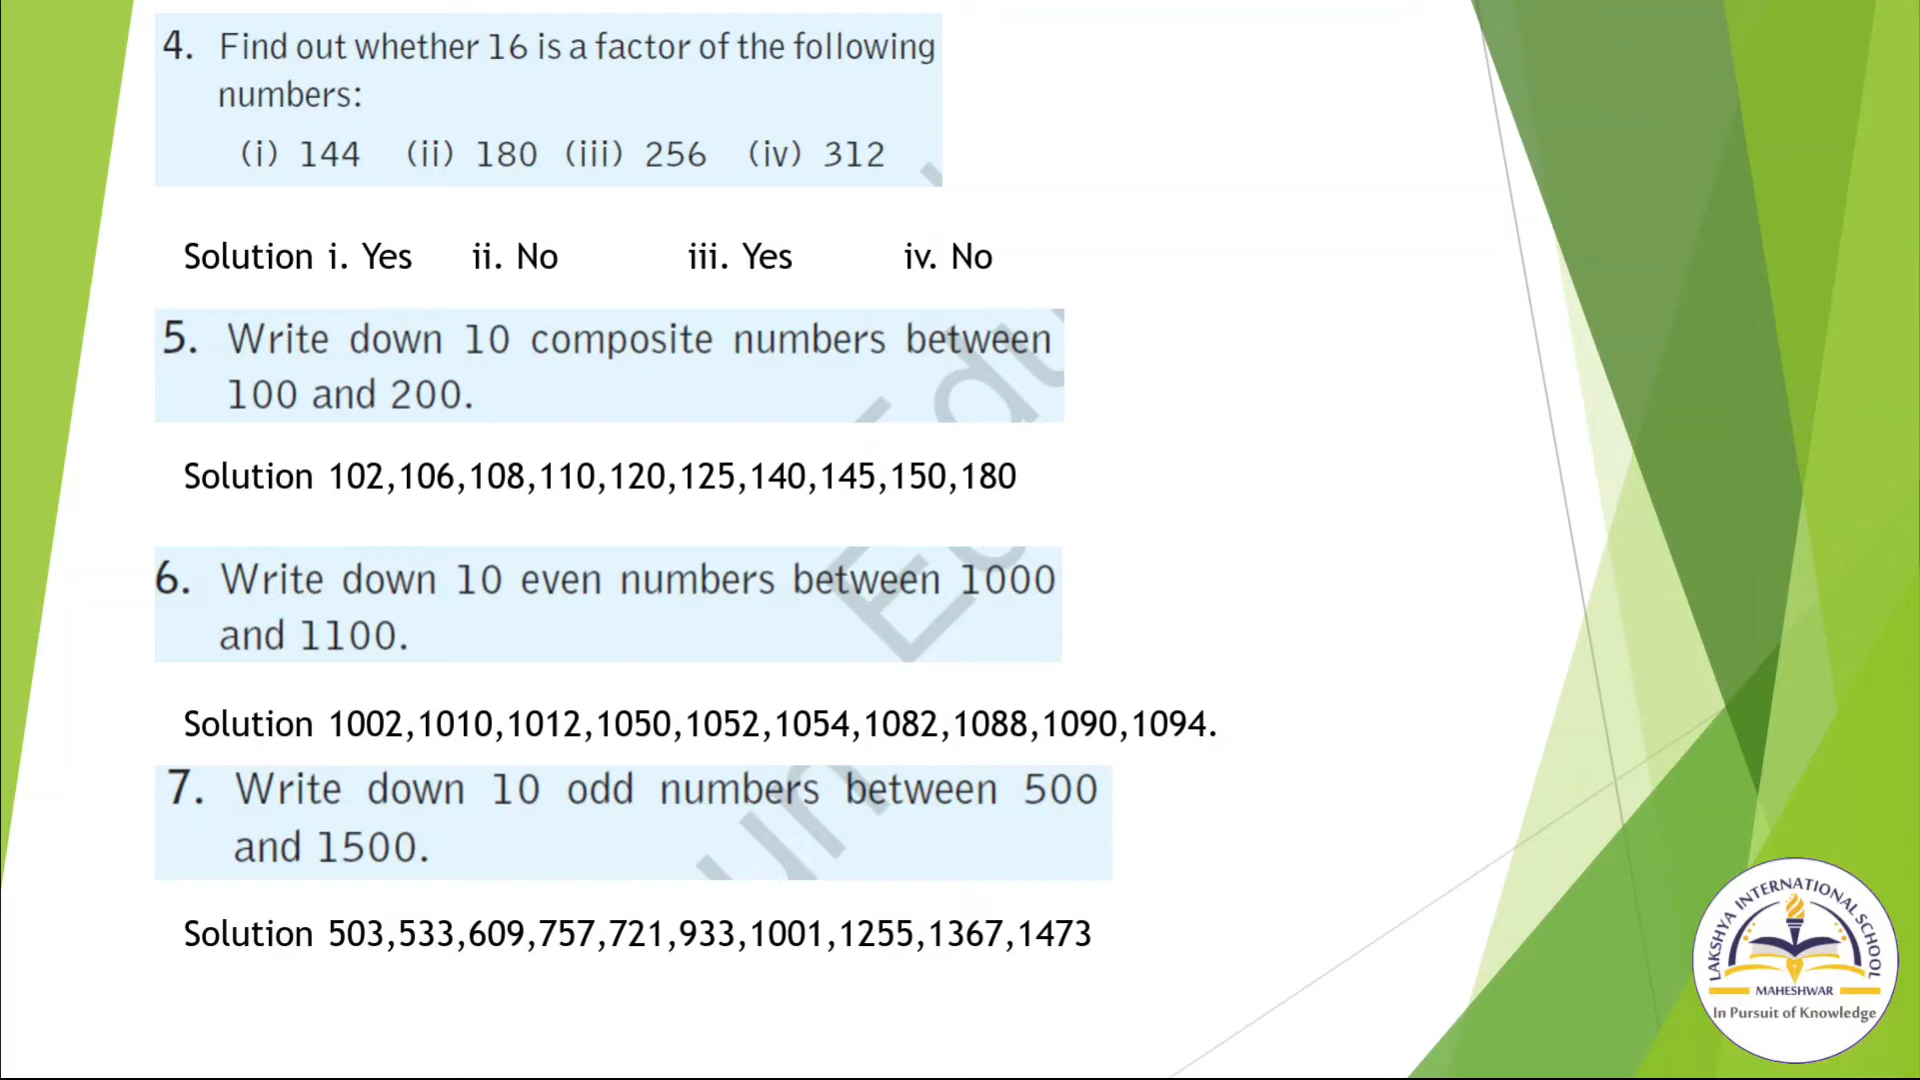 4. Find out whether 16 is a factor of the following
numbers:
(i) 144 (ii) 180 (iii) 256 (iv) 312
Solution i. Yes ii. No iii. Yes iv. No
5. Write down 10 composite numbers between
100 and 200.
Solution 102,106,108,110,120,125,140,145,150,180
6. Write down 10 even numbers between 1000
and 1100.
Solution 1002,1010,1012,1050,1052,1054,1082,1088,1090,1094.
7. Write down 10 odd numbers between 500
and 1500.
Solution 503,533,609,757,721,933,1001,1255,1367,1473
LAKSHYA INTERNATIONAL SCHOOL
MAHESHWAR
In Pursuit of Knowledge